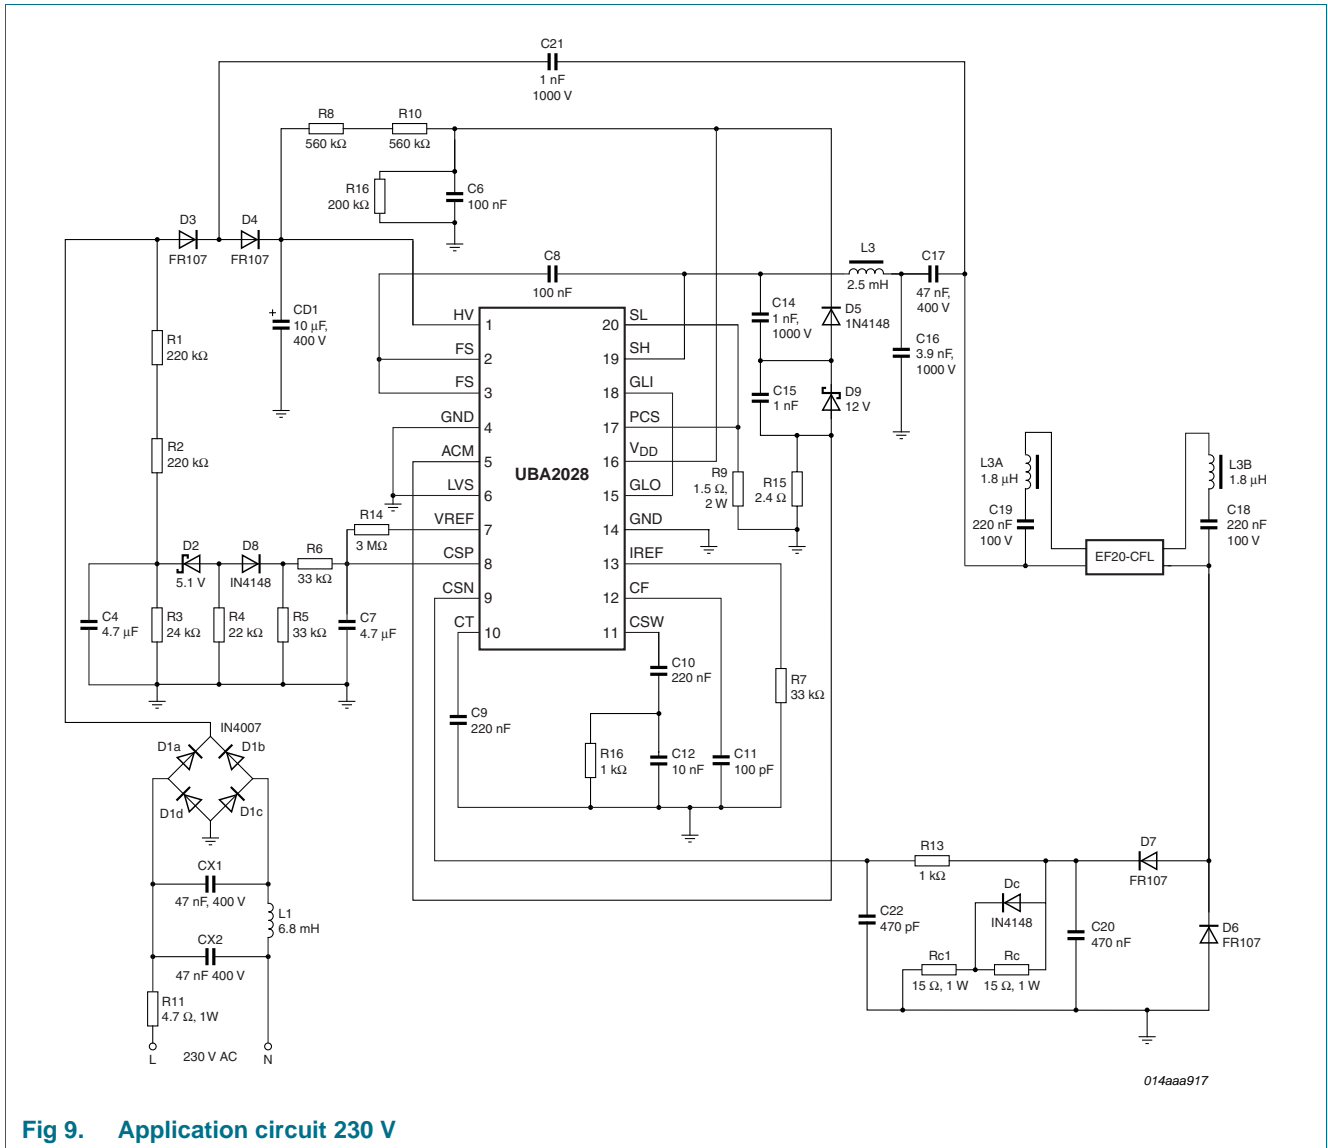 C21
1 nF
1000 V
R8
560 kΩ
R10
560 kΩ
R16
200 kΩ
C6
100 nF
D3
FR107
D4
FR107
CD1
10 μF,
400 V
+
C8
100 nF
L3
2.5 mH
C17
47 nF,
400 V
C14
1 nF,
1000 V
D5
1N4148
C16
3.9 nF,
1000 V
C15
1 nF
D9
12 V
R1
220 kΩ
R2
220 kΩ
HV
1
FS
2
FS
3
GND
4
ACM
5
LVS
6
VREF
7
CSP
8
CSN
9
CT
10
UBA2028
20
SL
19
SH
18
GLI
17
PCS
16
VDD
15
GLO
14
GND
13
IREF
12
CF
11
CSW
R9
1.5 Ω,
2 W
R15
2.4 Ω
L3A
1.8 μH
C19
220 nF
100 V
EF20-CFL
L3B
1.8 μH
C18
220 nF
100 V
R14
3 MΩ
D2
5.1 V
D8
IN4148
R6
33 kΩ
C4
4.7 μF
R3
24 kΩ
R4
22 kΩ
R5
33 kΩ
C7
4.7 μF
C10
220 nF
R7
33 kΩ
C9
220 nF
R16
1 kΩ
C12
10 nF
C11
100 pF
IN4007
D1a
D1b
D1d
D1c
CX1
47 nF, 400 V
L1
6.8 mH
CX2
47 nF 400 V
R11
4.7 Ω, 1W
L
230 V AC
N
R13
1 kΩ
D7
FR107
Dc
IN4148
C22
470 pF
C20
470 nF
D6
FR107
Rc1
15 Ω, 1 W
Rc
15 Ω, 1 W
014aaa917
Fig 9. Application circuit 230 V